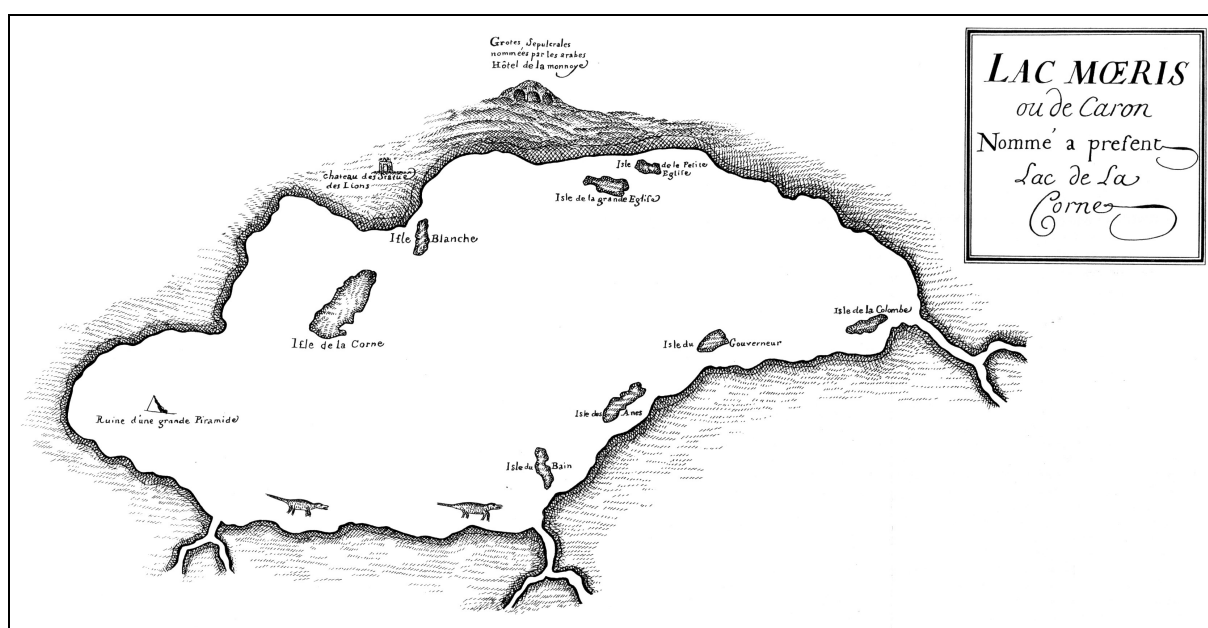 Grotes Sepulcrales
nommées par les arabes
Hôtel de la monnoye
LAC MŒRIS
ou de Caron
Nommé a prefent
Lac de La
Corne
chateau des Statue
des Lions
Isle de la Petite
Eglise
Isle de la grande Eglise
Isle Blanche
Isle de la Corne
Isle de la Colombe
Isle du Gouverneur
Isle des Anes
Ruine d'une grande Piramide
Isle du Bain